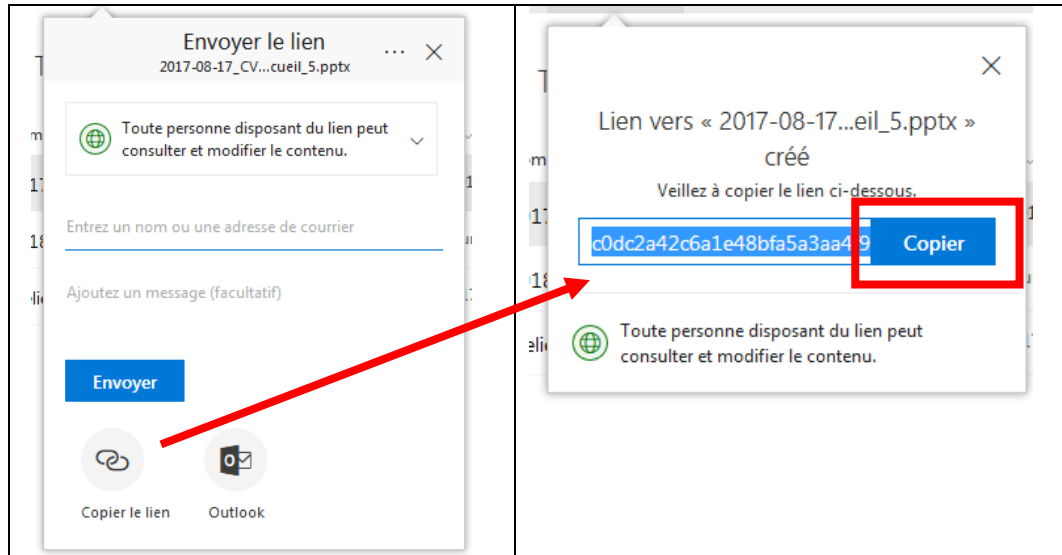 Envoyer le lien
2017-08-17_CV...cueil_5.pptx
Toute personne disposant du lien peut
consulter et modifier le contenu.
Entrez un nom ou une adresse de courrier
Ajoutez un message (facultatif)
Envoyer
Copier le lien
Outlook
Lien vers « 2017-08-17...eil_5.pptx »
créé
Veillez à copier le lien ci-dessous.
Copier
Toute personne disposant du lien peut
consulter et modifier le contenu.